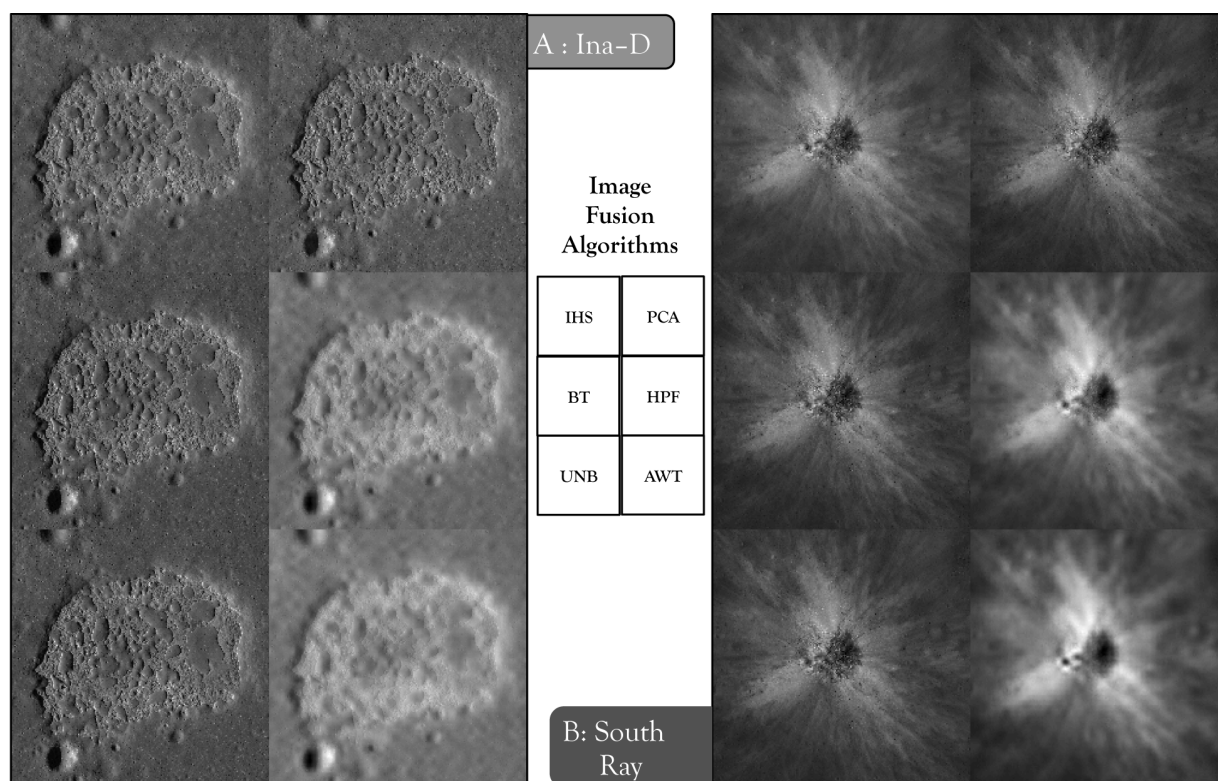 A : Ina-D
Image
Fusion
Algorithms
IHS PCA
BT HPF
UNB AWT
B: South
Ray